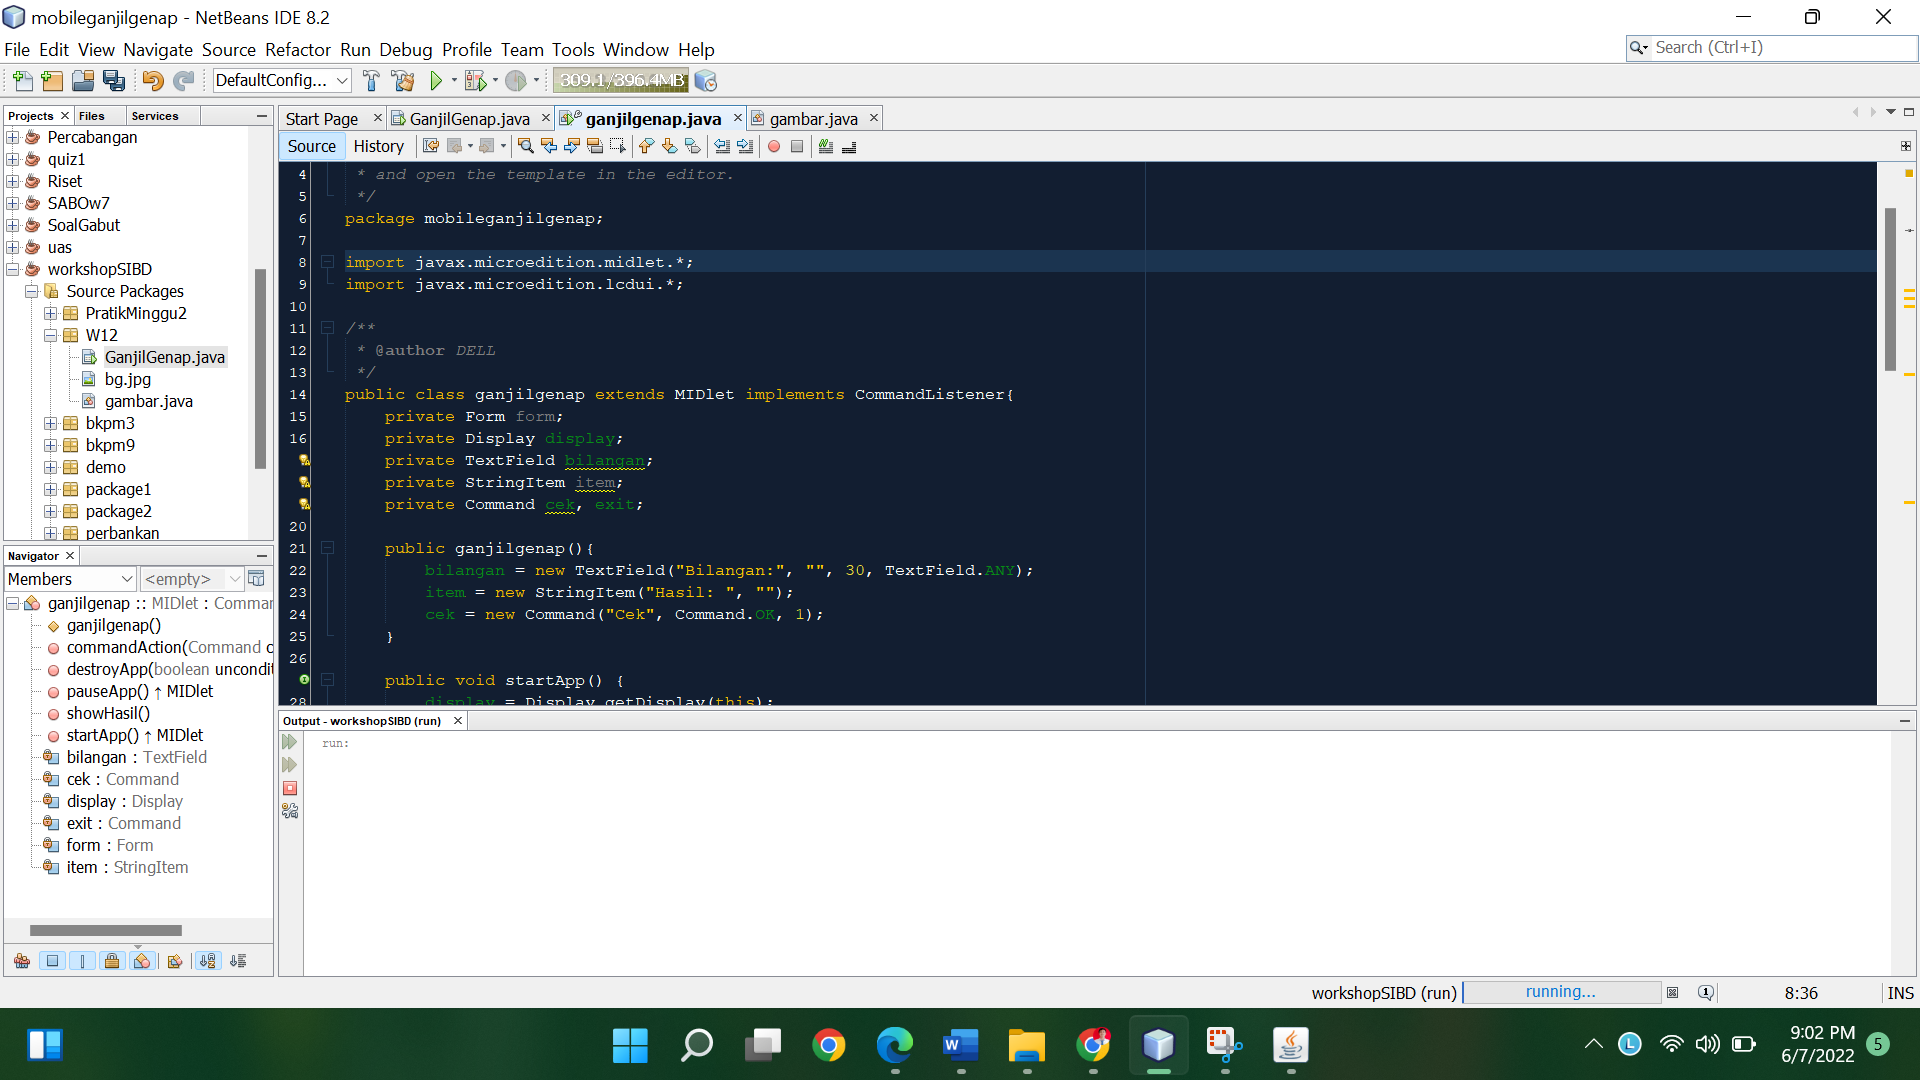 mobileganjilgenap - NetBeans IDE 8.2
File Edit View Navigate Source Refactor Run Debug Profile Team Tools Window Help
Search (Ctrl+I)
DefaultConfig...
309.1/396.4MB
Projects Files Services
Percabangan
quiz1
Riset
SABOw7
SoalGabut
uas
workshopSIBD
Source Packages
PratikMinggu2
W12
GanjilGenap.java
bg.jpg
gambar.java
bkpm3
bkpm9
demo
package1
package2
perbankan
Navigator
Members <empty>
ganjilgenap :: MIDlet : Commar
ganjilgenap()
commandAction(Command c
destroyApp(boolean uncondit
pauseApp() ↑ MIDlet
showHasil()
startApp() ↑ MIDlet
bilangan : TextField
cek : Command
display : Display
exit : Command
form : Form
item : StringItem
Start Page GanjilGenap.java ganjilgenap.java gambar.java
Source History
4 * and open the template in the editor.
5 */
6 package mobileganjilgenap;
7
8 import javax.microedition.midlet.*;
9 import javax.microedition.lcdui.*;
10
11 /**
12 * @author DELL
13 */
14 public class ganjilgenap extends MIDlet implements CommandListener{
15 private Form form;
16 private Display display;
private TextField bilangan;
private StringItem item;
private Command cek, exit;
20
21 public ganjilgenap(){
22 bilangan = new TextField("Bilangan:", "", 30, TextField.ANY);
23 item = new StringItem("Hasil: ", "");
24 cek = new Command("Cek", Command.OK, 1);
25 }
26
public void startApp() {
28 display = Display.getDisplay(this);
Output - workshopSIBD (run)
run:
workshopSIBD (run) running... 1 8:36 INS
9:02 PM
6/7/2022
5